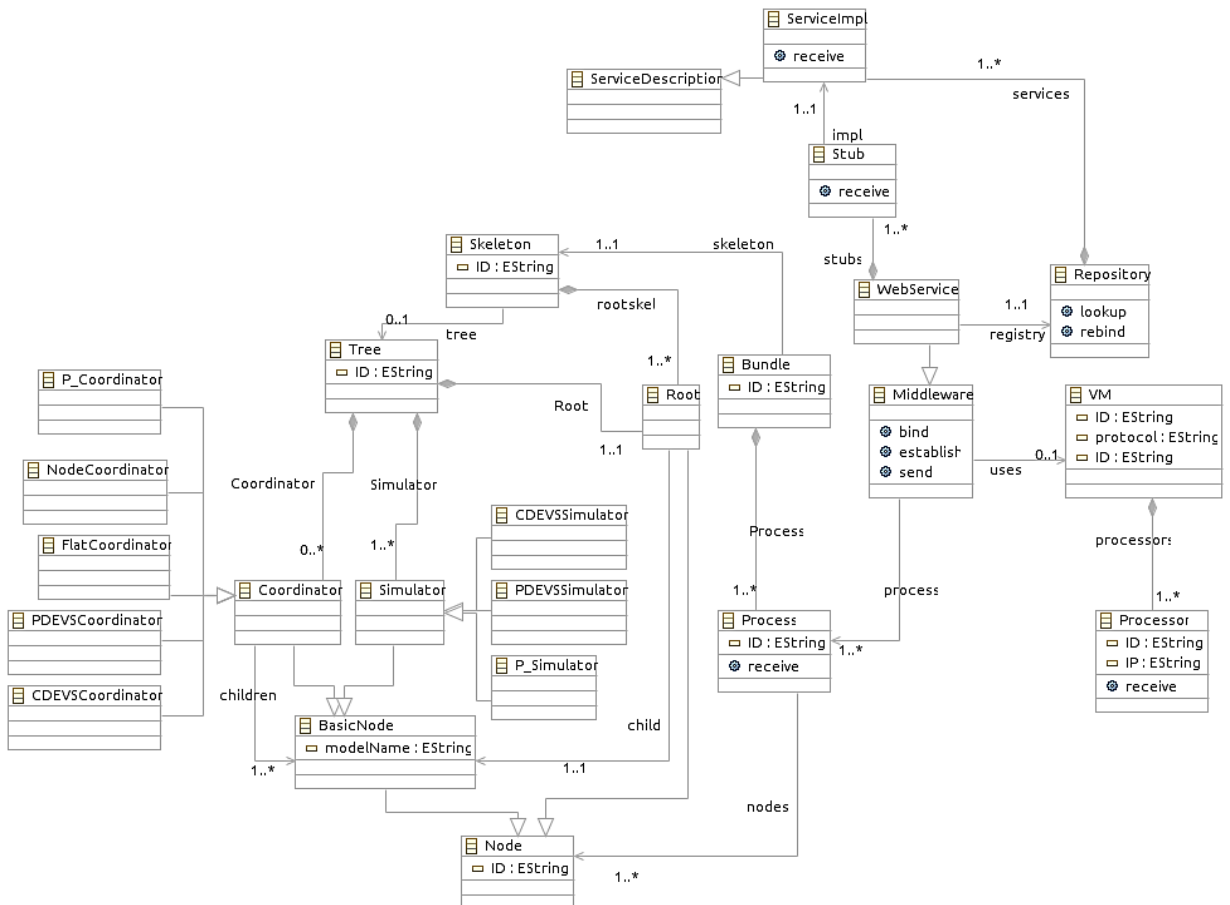 ServiceImpl
receive
ServiceDescription
1..*
services
1..1
impl
Stub
receive
1..*
stubs
Skeleton
ID : EString
1..1
skeleton
rootskel
WebService
1..1
registry
Repository
lookup
rebind
0..1
tree
Tree
ID : EString
1..*
Bundle
ID : EString
P_Coordinator
Root
Root
1..1
Middleware
bind
establish
send
VM
ID : EString
protocol : EString
ID : EString
0..1
uses
NodeCoordinator
Coordinator
Simulator
CDEVSSimulator
Process
processors
FlatCoordinator
0..*
1..*
Coordinator
Simulator
PDEVSSimulator
1..*
process
1..*
PDEVSCoordinator
Process
ID : EString
receive
1..*
Processor
ID : EString
IP : EString
receive
P_Simulator
CDEVSCoordinator
children
BasicNode
modelName : EString
child
1..*
1..1
nodes
Node
ID : EString
1..*